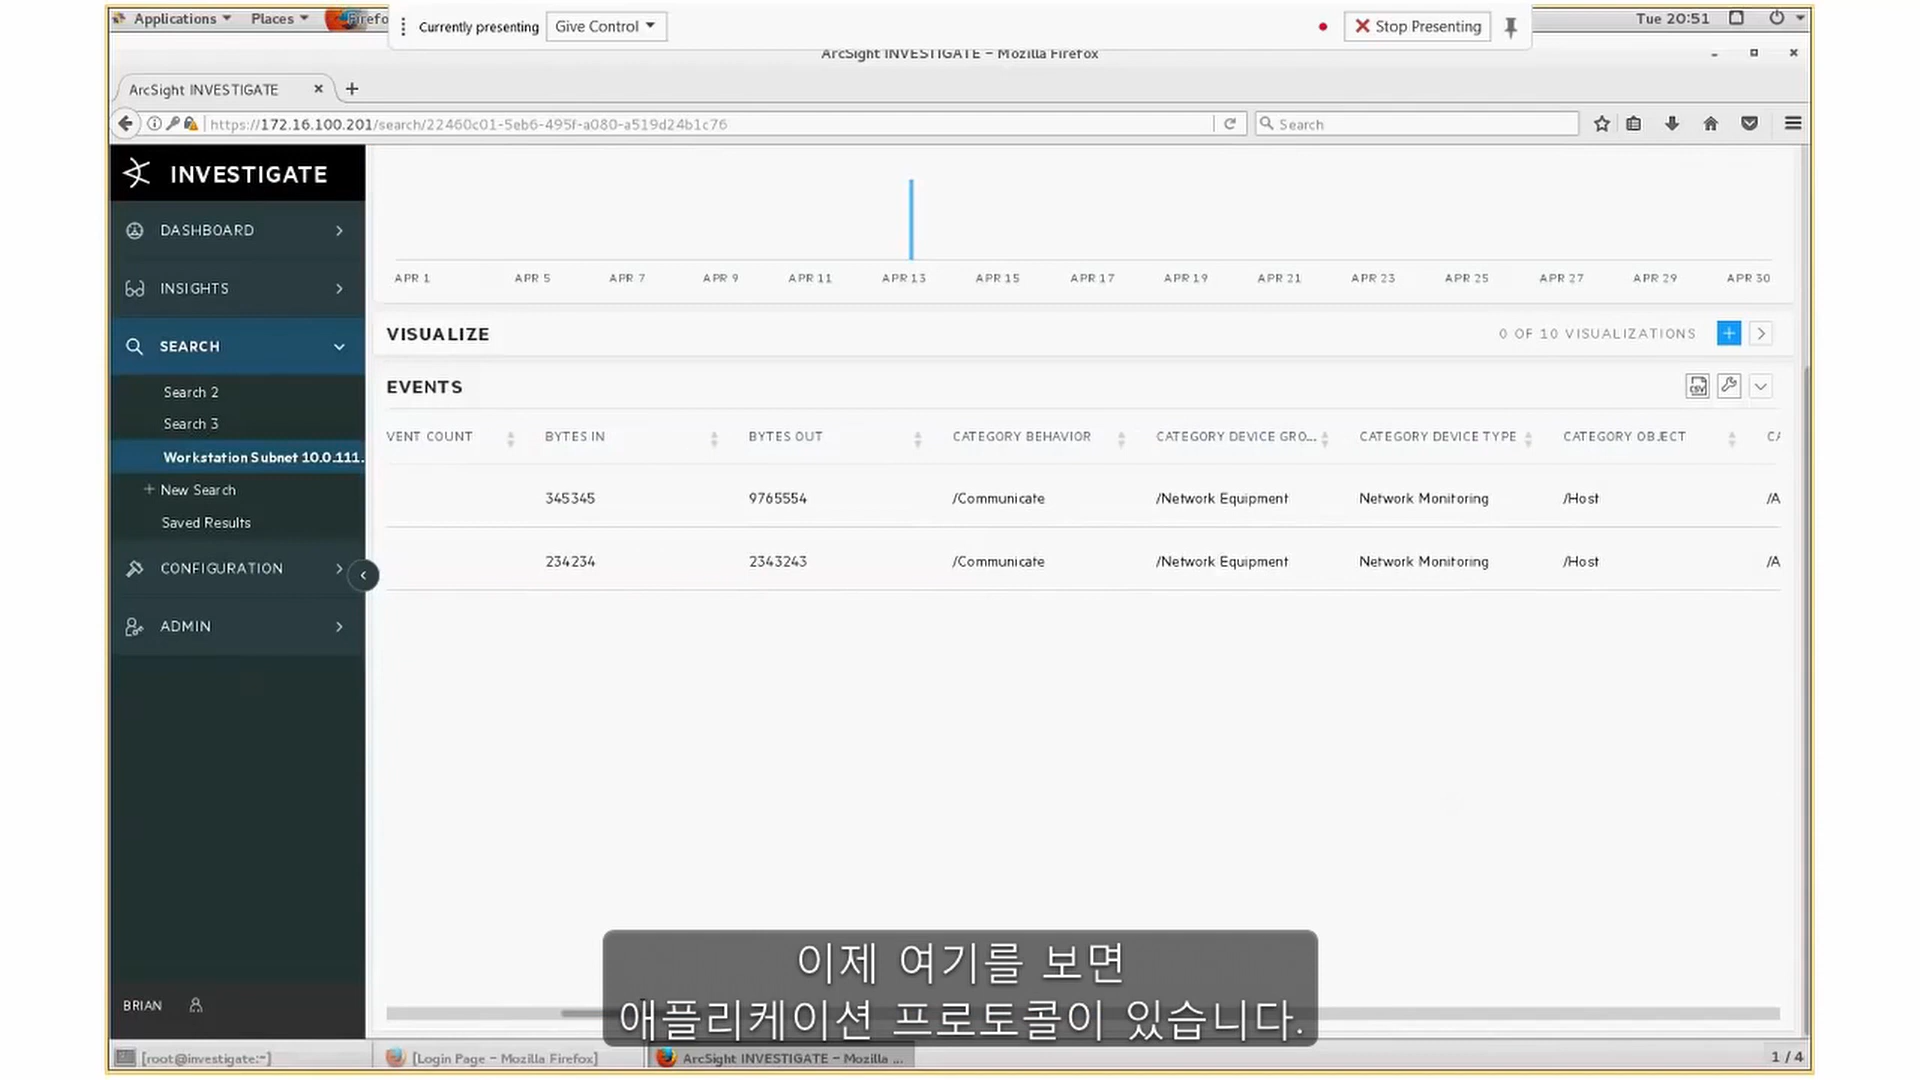 Applications
Places
Firefo
Currently presenting
Give Control
Stop Presenting
Tue 20:51
ArcSight INVESTIGATE - Mozilla Firefox
ArcSight INVESTIGATE
https://172.16.100.201/search/22460c01-5eb6-495f-a080-a519d24b1c76
Search
INVESTIGATE
DASHBOARD
INSIGHTS
SEARCH
Search 2
Search 3
Workstation Subnet 10.0.111.
+ New Search
Saved Results
CONFIGURATION
ADMIN
BRIAN
APR 1 APR 5 APR 7 APR 9 APR 11 APR 13 APR 15 APR 17 APR 19 APR 21 APR 23 APR 25 APR 27 APR 29 APR 30
VISUALIZE
0 OF 10 VISUALIZATIONS
EVENTS
CSV
VENT COUNT BYTES IN BYTES OUT CATEGORY BEHAVIOR CATEGORY DEVICE GRO... CATEGORY DEVICE TYPE CATEGORY OBJECT CA
345345 9765554 /Communicate /Network Equipment Network Monitoring /Host /A
234234 2343243 /Communicate /Network Equipment Network Monitoring /Host /A
이제 여기를 보면
애플리케이션 프로토콜이 있습니다.
[root@investigate:~]
[Login Page - Mozilla Firefox]
ArcSight INVESTIGATE - Mozilla ...
1 / 4